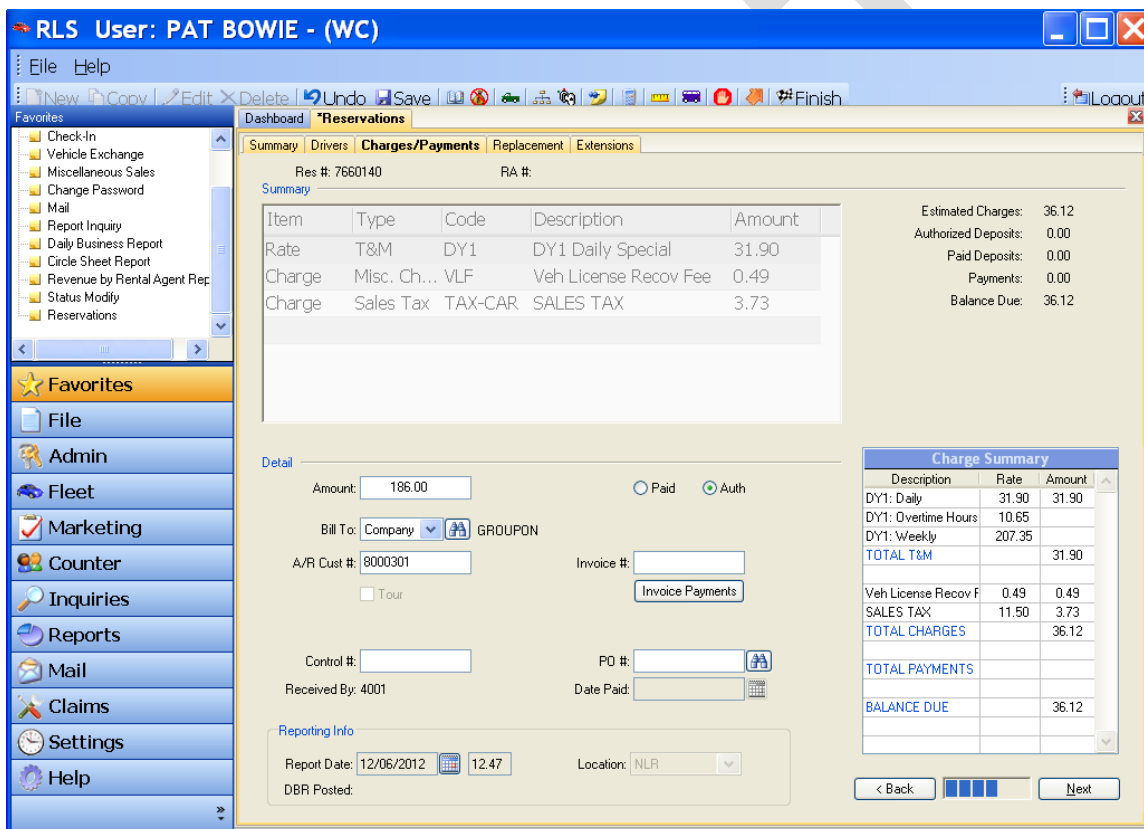 RLS User: PAT BOWIE - (WC)
File Help
New Copy Edit Delete Undo Save Finish Logout
Favorites
Check-In
Vehicle Exchange
Miscellaneous Sales
Change Password
Mail
Report Inquiry
Daily Business Report
Circle Sheet Report
Revenue by Rental Agent Rep
Status Modify
Reservations
Favorites
File
Admin
Fleet
Marketing
Counter
Inquiries
Reports
Mail
Claims
Settings
Help
Dashboard *Reservations
Summary Drivers Charges/Payments Replacement Extensions
Res #: 7660140 RA #:
Summary
Item Type Code Description Amount
Rate T&M DY1 DY1 Daily Special 31.90
Charge Misc. Ch... VLF Veh License Recov Fee 0.49
Charge Sales Tax TAX-CAR SALES TAX 3.73
Estimated Charges: 36.12
Authorized Deposits: 0.00
Paid Deposits: 0.00
Payments: 0.00
Balance Due: 36.12
Detail
Amount: 186.00 Paid Auth
Bill To: Company GROUPON
A/R Cust #: 8000301 Invoice #:
Tour Invoice Payments
Control #: PO #:
Received By: 4001 Date Paid:
Reporting Info
Report Date: 12/06/2012 12.47 Location: NLR
DBR Posted:
Charge Summary
Description Rate Amount
DY1: Daily 31.90 31.90
DY1: Overtime Hours 10.65
DY1: Weekly 207.35
TOTAL T&M 31.90
Veh License Recov F 0.49 0.49
SALES TAX 11.50 3.73
TOTAL CHARGES 36.12
TOTAL PAYMENTS
BALANCE DUE 36.12
< Back Next